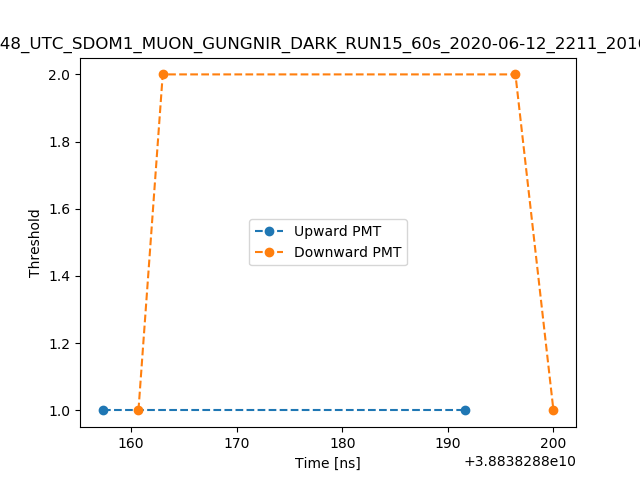 48_UTC_SDOM1_MUON_GUNGNIR_DARK_RUN15_60s_2020-06-12_2211_2016
2.0
1.8
1.6
1.4
1.2
1.0
Threshold
Upward PMT
Downward PMT
160 170 180 190 200
Time [ns]
+3.8838288e10